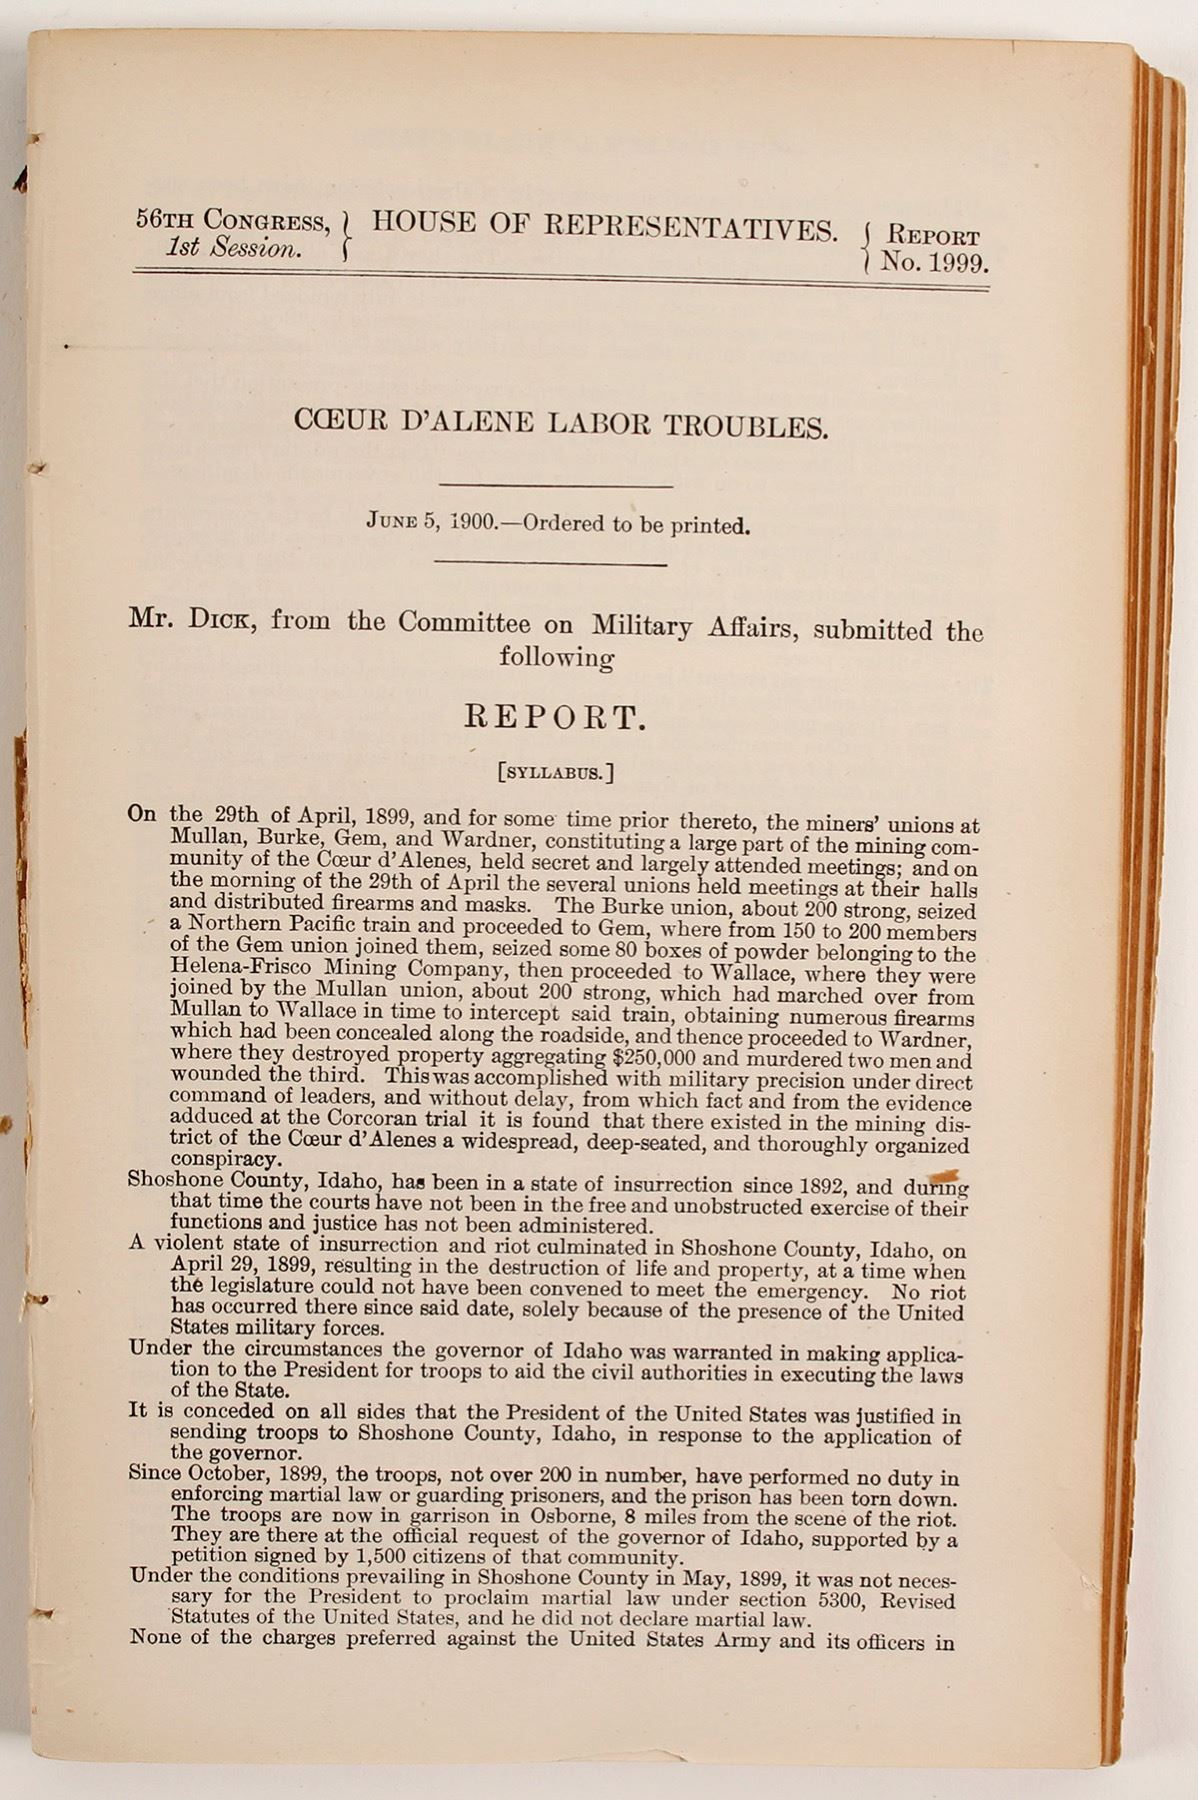 56TH CONGRESS, } HOUSE OF REPRESENTATIVES. { REPORT
1st Session. No. 1999.
CŒUR D'ALENE LABOR TROUBLES.
JUNE 5, 1900.—Ordered to be printed.
Mr. DICK, from the Committee on Military Affairs, submitted the
following
REPORT.
[SYLLABUS.]
On the 29th of April, 1899, and for some time prior thereto, the miners' unions at
Mullan, Burke, Gem, and Wardner, constituting a large part of the mining com-
munity of the Cœur d'Alenes, held secret and largely attended meetings; and on
the morning of the 29th of April the several unions held meetings at their halls
and distributed firearms and masks. The Burke union, about 200 strong, seized
a Northern Pacific train and proceeded to Gem, where from 150 to 200 members
of the Gem union joined them, seized some 80 boxes of powder belonging to the
Helena-Frisco Mining Company, then proceeded to Wallace, where they were
joined by the Mullan union, about 200 strong, which had marched over from
Mullan to Wallace in time to intercept said train, obtaining numerous firearms
which had been concealed along the roadside, and thence proceeded to Wardner,
where they destroyed property aggregating $250,000 and murdered two men and
wounded the third. This was accomplished with military precision under direct
command of leaders, and without delay, from which fact and from the evidence
adduced at the Corcoran trial it is found that there existed in the mining dis-
trict of the Cœur d'Alenes a widespread, deep-seated, and thoroughly organized
conspiracy.
Shoshone County, Idaho, has been in a state of insurrection since 1892, and during
that time the courts have not been in the free and unobstructed exercise of their
functions and justice has not been administered.
A violent state of insurrection and riot culminated in Shoshone County, Idaho, on
April 29, 1899, resulting in the destruction of life and property, at a time when
the legislature could not have been convened to meet the emergency. No riot
has occurred there since said date, solely because of the presence of the United
States military forces.
Under the circumstances the governor of Idaho was warranted in making applica-
tion to the President for troops to aid the civil authorities in executing the laws
of the State.
It is conceded on all sides that the President of the United States was justified in
sending troops to Shoshone County, Idaho, in response to the application of
the governor.
Since October, 1899, the troops, not over 200 in number, have performed no duty in
enforcing martial law or guarding prisoners, and the prison has been torn down.
The troops are now in garrison in Osborne, 8 miles from the scene of the riot.
They are there at the official request of the governor of Idaho, supported by a
petition signed by 1,500 citizens of that community.
Under the conditions prevailing in Shoshone County in May, 1899, it was not neces-
sary for the President to proclaim martial law under section 5300, Revised
Statutes of the United States, and he did not declare martial law.
None of the charges preferred against the United States Army and its officers in